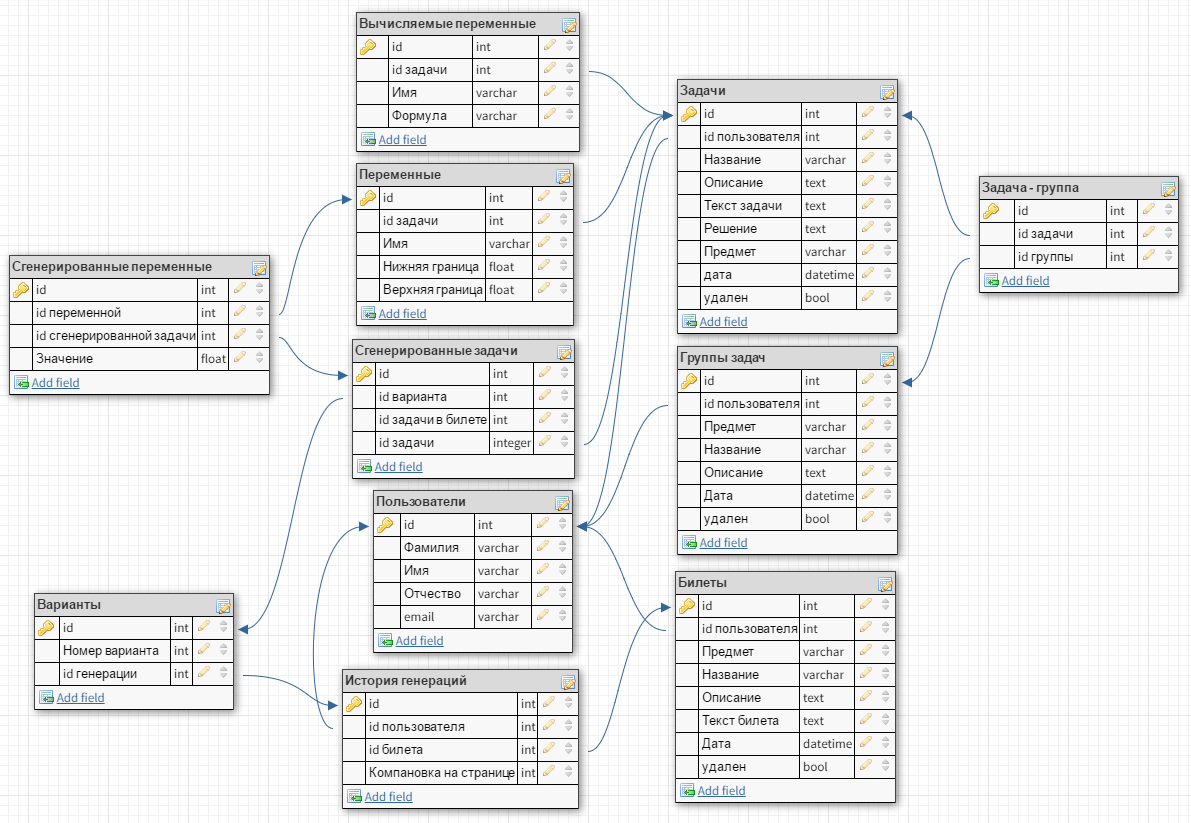 Вычисляемые переменные
id int
id задачи int
Имя varchar
Формула varchar
Add field
Переменные
id int
id задачи int
Имя varchar
Нижняя граница float
Верхняя граница float
Add field
Сгенерированные переменные
id int
id переменной int
id сгенерированной задачи int
Значение float
Add field
Сгенерированные задачи
id int
id варианта int
id задачи в билете int
id задачи integer
Add field
Пользователи
id int
Фамилия varchar
Имя varchar
Отчество varchar
email varchar
Add field
Варианты
id int
Номер варианта int
id генерации int
Add field
История генераций
id int
id пользователя int
id билета int
Компановка на странице int
Add field
Задачи
id int
id пользователя int
Название varchar
Описание text
Текст задачи text
Решение text
Предмет varchar
дата datetime
удален bool
Add field
Группы задач
id int
id пользователя int
Предмет varchar
Название varchar
Описание text
Дата datetime
удален bool
Add field
Билеты
id int
id пользователя int
Предмет varchar
Название varchar
Описание text
Текст билета text
Дата datetime
удален bool
Add field
Задача - группа
id int
id задачи int
id группы int
Add field